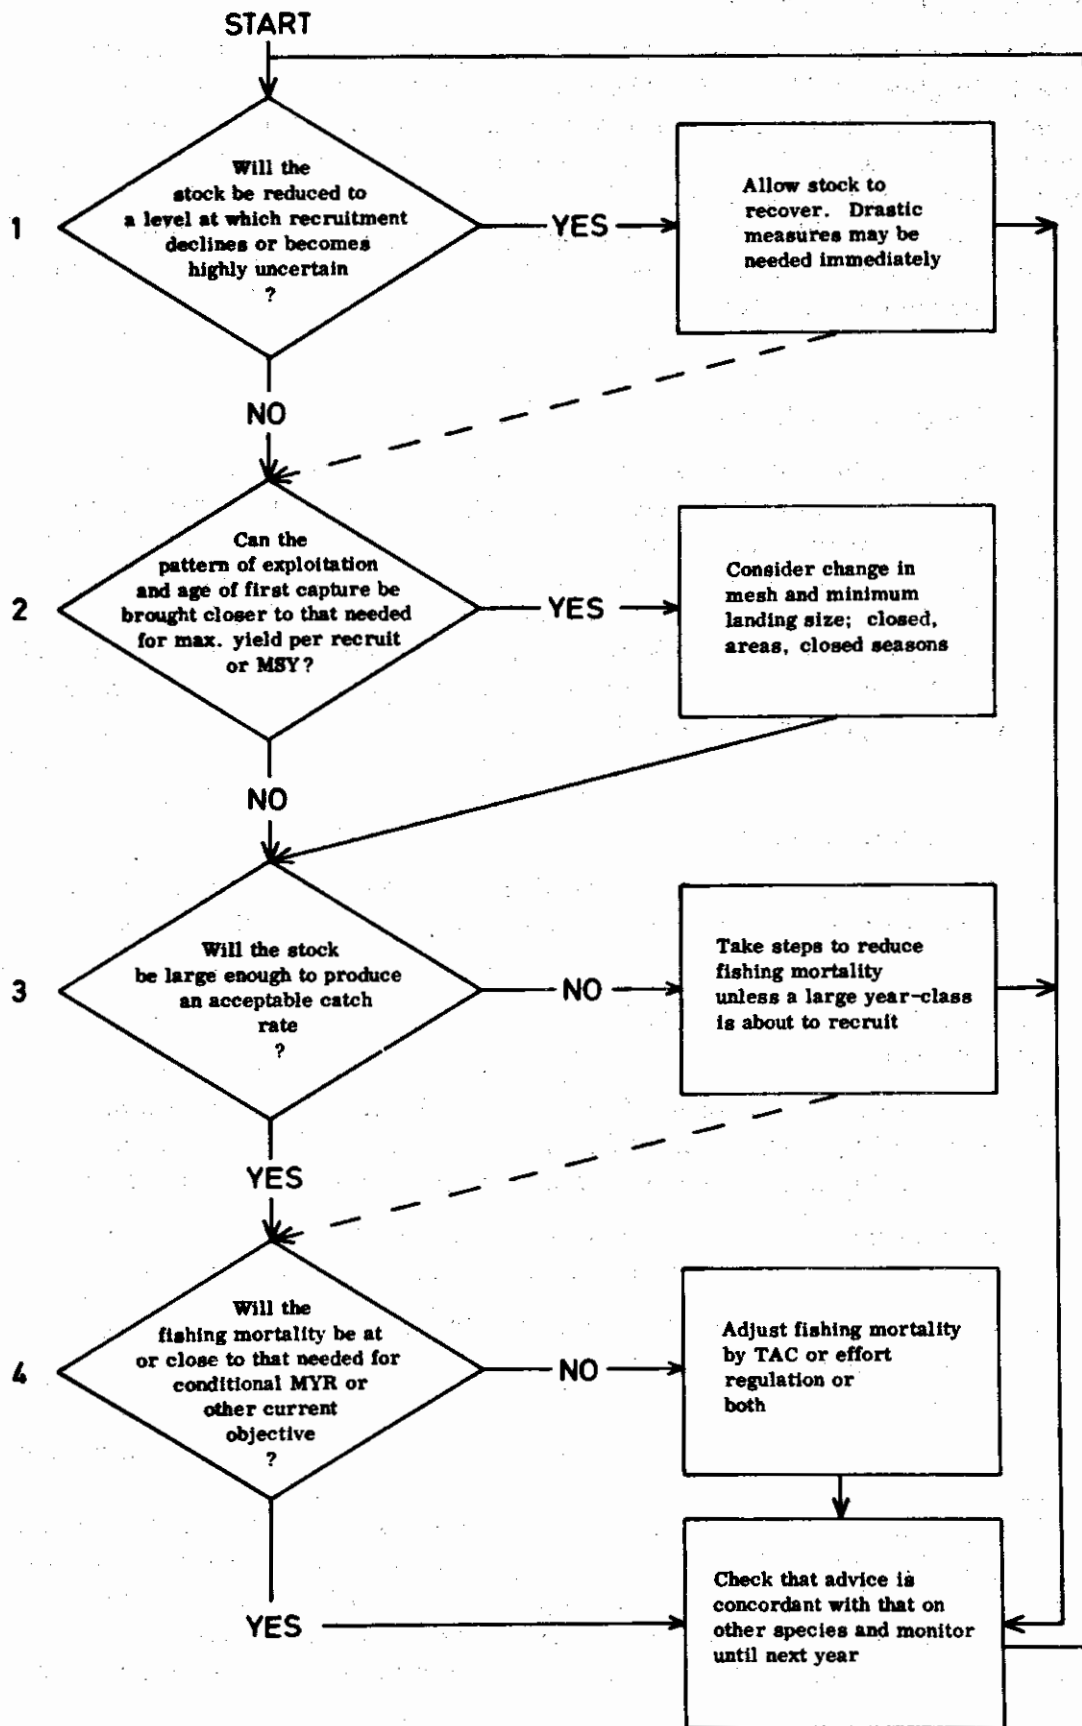 START
1
Will the
stock be reduced to
a level at which recruitment
declines or becomes
highly uncertain
?
YES
Allow stock to
recover. Drastic
measures may be
needed immediately
NO
2
Can the
pattern of exploitation
and age of first capture be
brought closer to that needed
for max. yield per recruit
or MSY?
YES
Consider change in
mesh and minimum
landing size; closed,
areas, closed seasons
NO
3
Will the stock
be large enough to produce
an acceptable catch
rate
?
NO
Take steps to reduce
fishing mortality
unless a large year-class
is about to recruit
YES
4
Will the
fishing mortality be at
or close to that needed for
conditional MYR or
other current
objective
?
NO
Adjust fishing mortality
by TAC or effort
regulation or
both
YES
Check that advice is
concordant with that on
other species and monitor
until next year